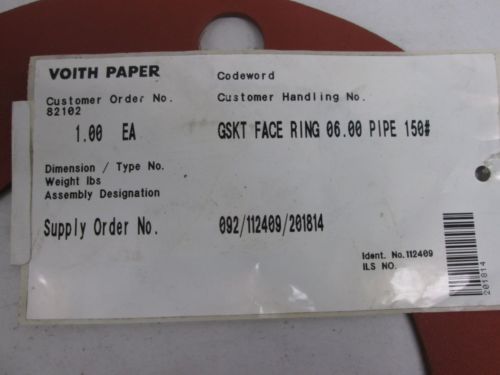 VOITH PAPER
Codeword
Customer Order No.
Customer Handling No.
82102
1.00 EA
GSKT FACE RING 06.00 PIPE 150#
Dimension / Type No.
Weight lbs
Assembly Designation
Supply Order No.
092/112409/201814
Ident. No.112409
ILS NO.
201814